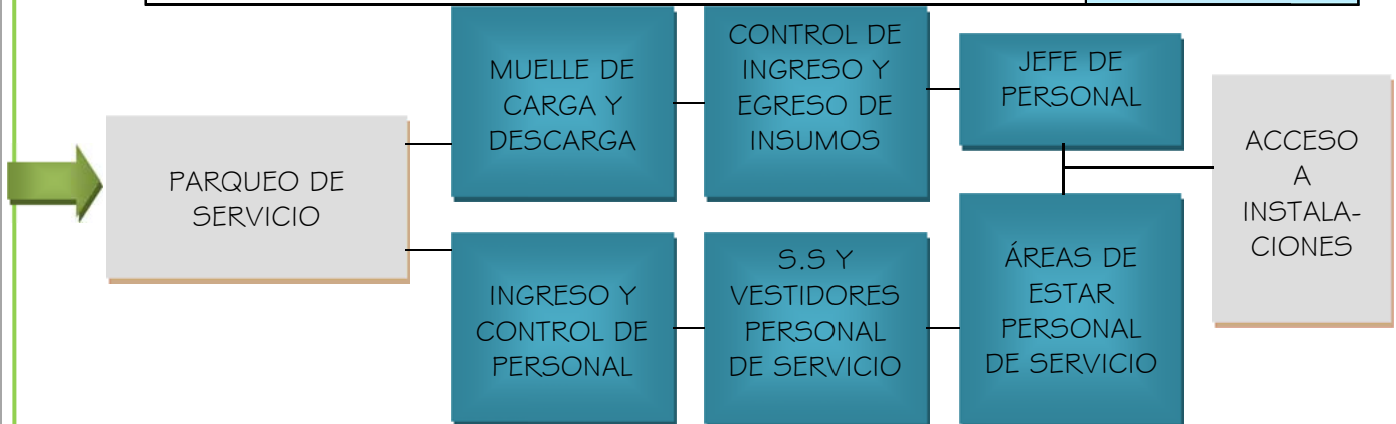 PARQUEO DE
SERVICIO
MUELLE DE
CARGA Y
DESCARGA
CONTROL DE
INGRESO Y
EGRESO DE
INSUMOS
JEFE DE
PERSONAL
INGRESO Y
CONTROL DE
PERSONAL
S.S Y
VESTIDORES
PERSONAL
DE SERVICIO
ÁREAS DE
ESTAR
PERSONAL
DE SERVICIO
ACCESO
A
INSTALA-
CIONES